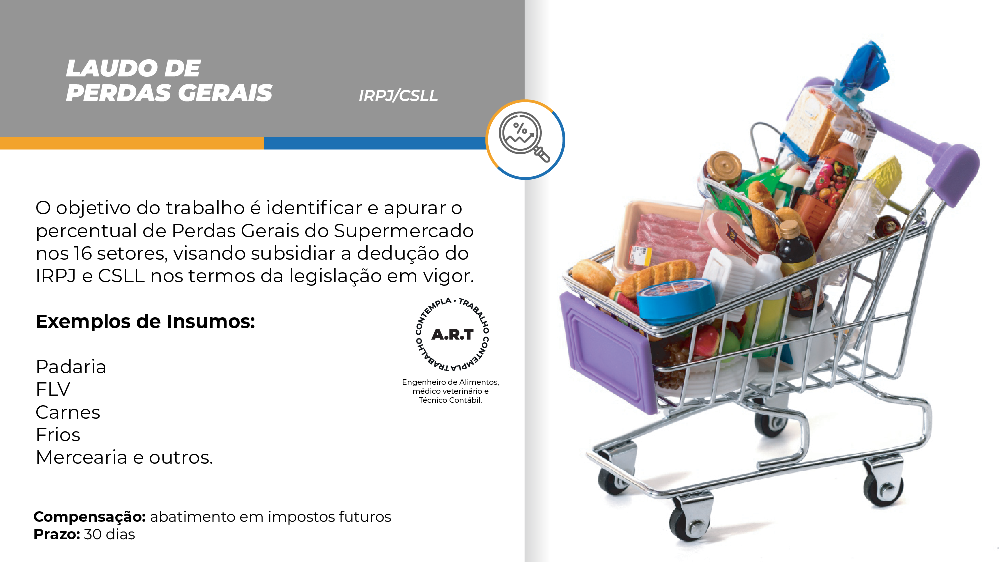 LAUDO DE
PERDAS GERAIS
IRPJ/CSLL
%
O objetivo do trabalho é identificar e apurar o
percentual de Perdas Gerais do Supermercado
nos 16 setores, visando subsidiar a dedução do
IRPJ e CSLL nos termos da legislação em vigor.
Exemplos de Insumos:
Padaria
FLV
Carnes
Frios
Mercearia e outros.
TRABALHO CONTEMPLA • TRABALHO CONTEMPLA
A.R.T
Engenheiro de Alimentos,
médico veterinário e
Técnico Contábil.
Compensação: abatimento em impostos futuros
Prazo: 30 dias